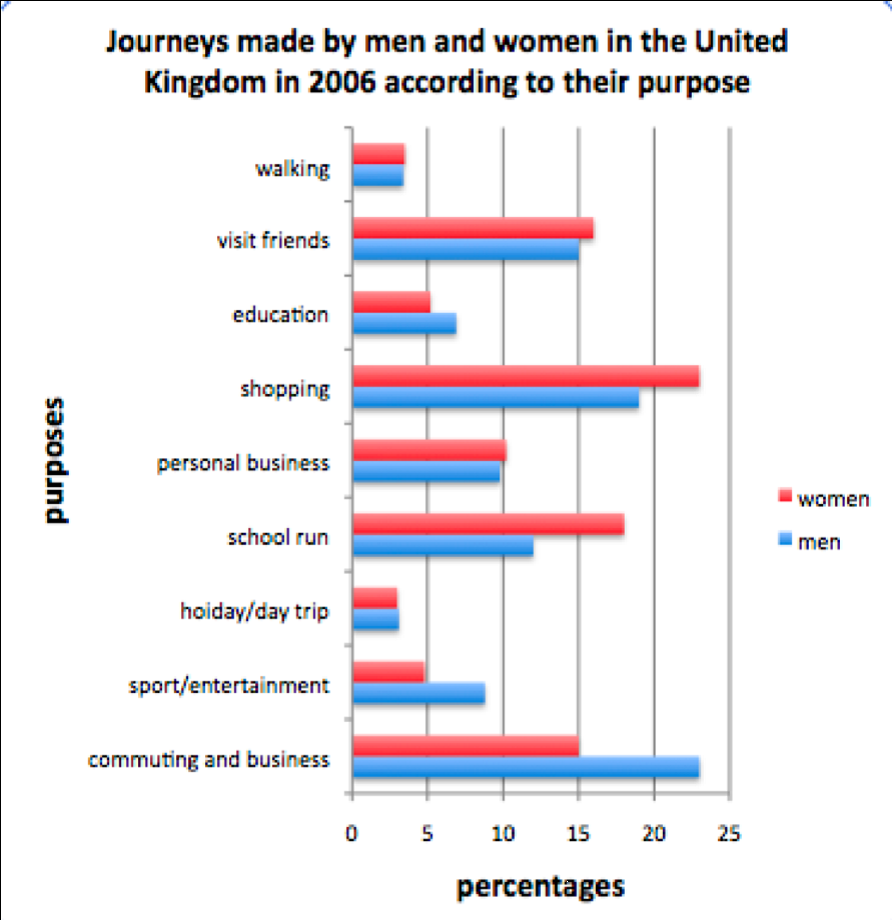 Journeys made by men and women in the United
Kingdom in 2006 according to their purpose
walking
visit friends
education
shopping
personal business
school run
hoiday/day trip
sport/entertainment
commuting and business
purposes
women
men
0 5 10 15 20 25
percentages